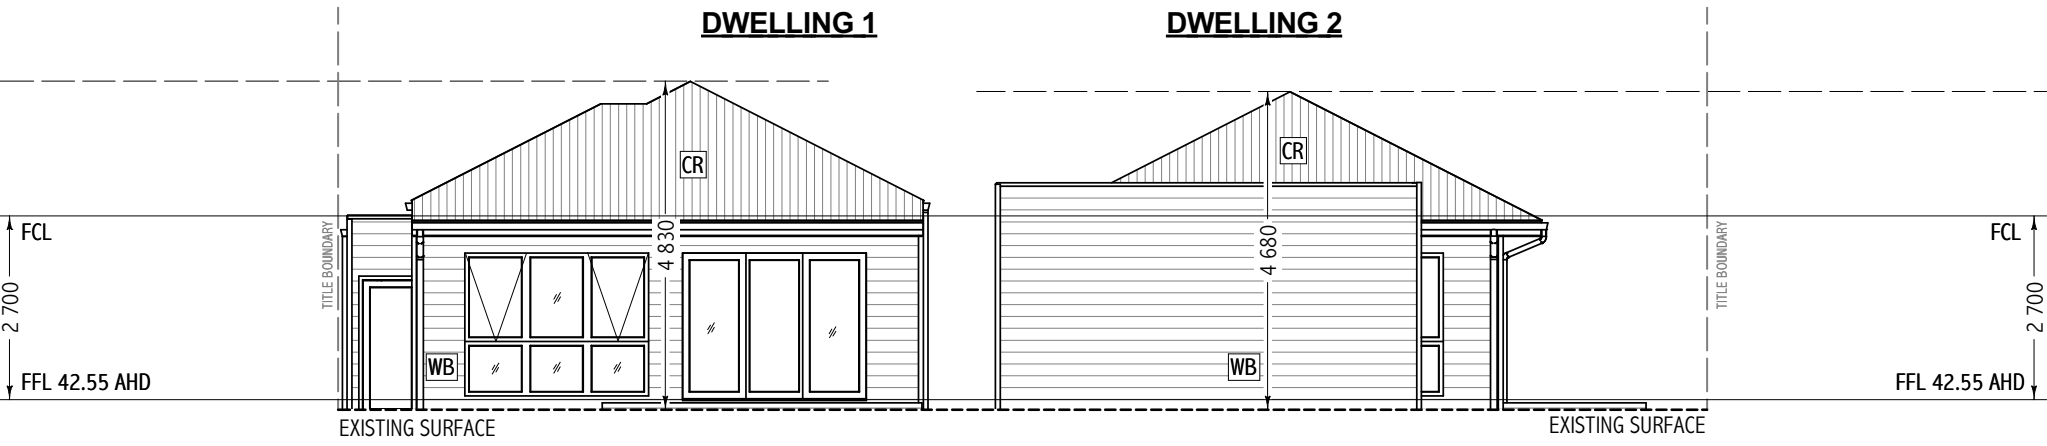 DWELLING 1
DWELLING 2
CR
CR
4 830
4 680
FCL
FCL
TITLE BOUNDARY
TITLE BOUNDARY
2 700
2 700
WB
WB
FFL 42.55 AHD
FFL 42.55 AHD
EXISTING SURFACE
EXISTING SURFACE